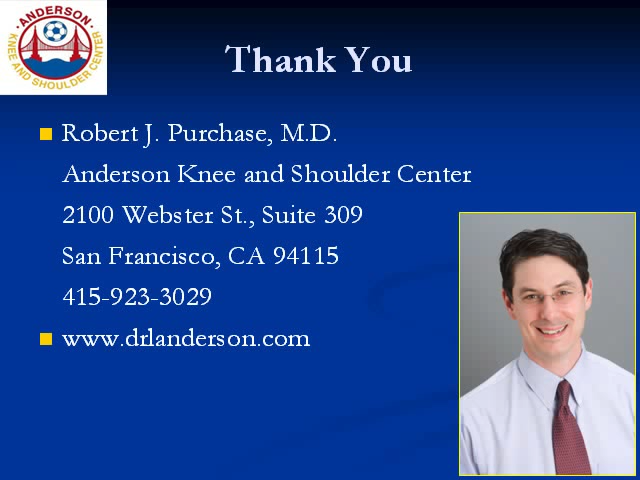 ANDERSON
KNEE AND SHOULDER CENTER
Thank You
Robert J. Purchase, M.D.
Anderson Knee and Shoulder Center
2100 Webster St., Suite 309
San Francisco, CA 94115
415-923-3029
www.drlanderson.com